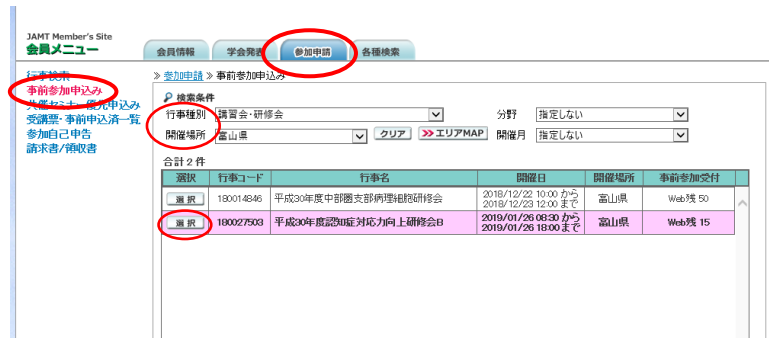 JAMT Member's Site
会員メニュー
会員情報 学会発表 参加申請 各種検索
行事検索
事前参加申込み
共催セミナー優先申込み
受講票・事前申込済一覧
参加自己申告
請求書/領収書
≫ 参加申請 ≫ 事前参加申込み
検索条件
行事種別 講習会・研修会 分野 指定しない
開催場所 富山県 クリア ≫エリアMAP 開催月 指定しない
合計 2 件
選択 行事コード 行事名 開催日 開催場所 事前参加受付
選 択 180014846 平成30年度中部圏支部病理細胞研修会 2018/12/22 10:00 から 富山県 Web残 50
2018/12/23 12:00 まで
選 択 180027503 平成30年度認知症対応力向上研修会B 2019/01/26 08:30 から 富山県 Web残 15
2019/01/26 18:00 まで